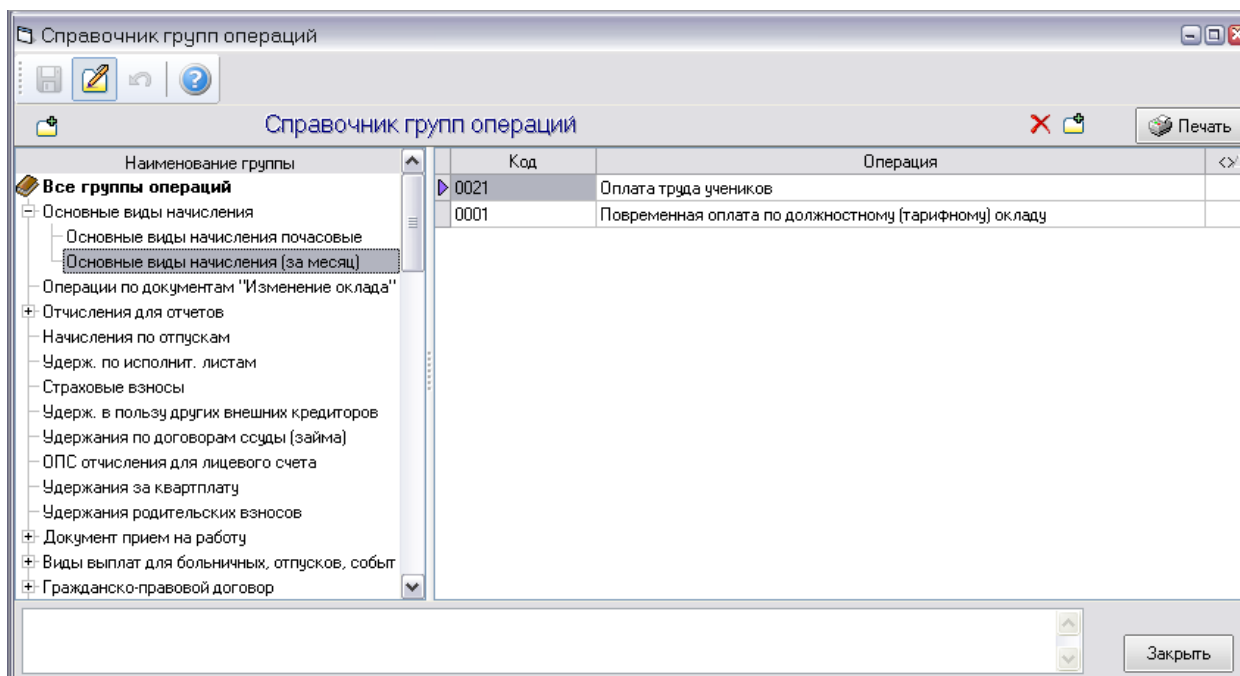 Справочник групп операций
Справочник групп операций
Печать
Наименование группы
Код
Операция
<>
Все группы операций
0021
Оплата труда учеников
Основные виды начисления
0001
Повременная оплата по должностному (тарифному) окладу
Основные виды начисления почасовые
Основные виды начисления (за месяц)
Операции по документам "Изменение оклада"
Отчисления для отчетов
Начисления по отпускам
Удерж. по исполнит. листам
Страховые взносы
Удерж. в пользу других внешних кредиторов
Удержания по договорам ссуды (займа)
ОПС отчисления для лицевого счета
Удержания за квартплату
Удержания родительских взносов
Документ прием на работу
Виды выплат для больничных, отпусков, событ
Гражданско-правовой договор
Закрыть